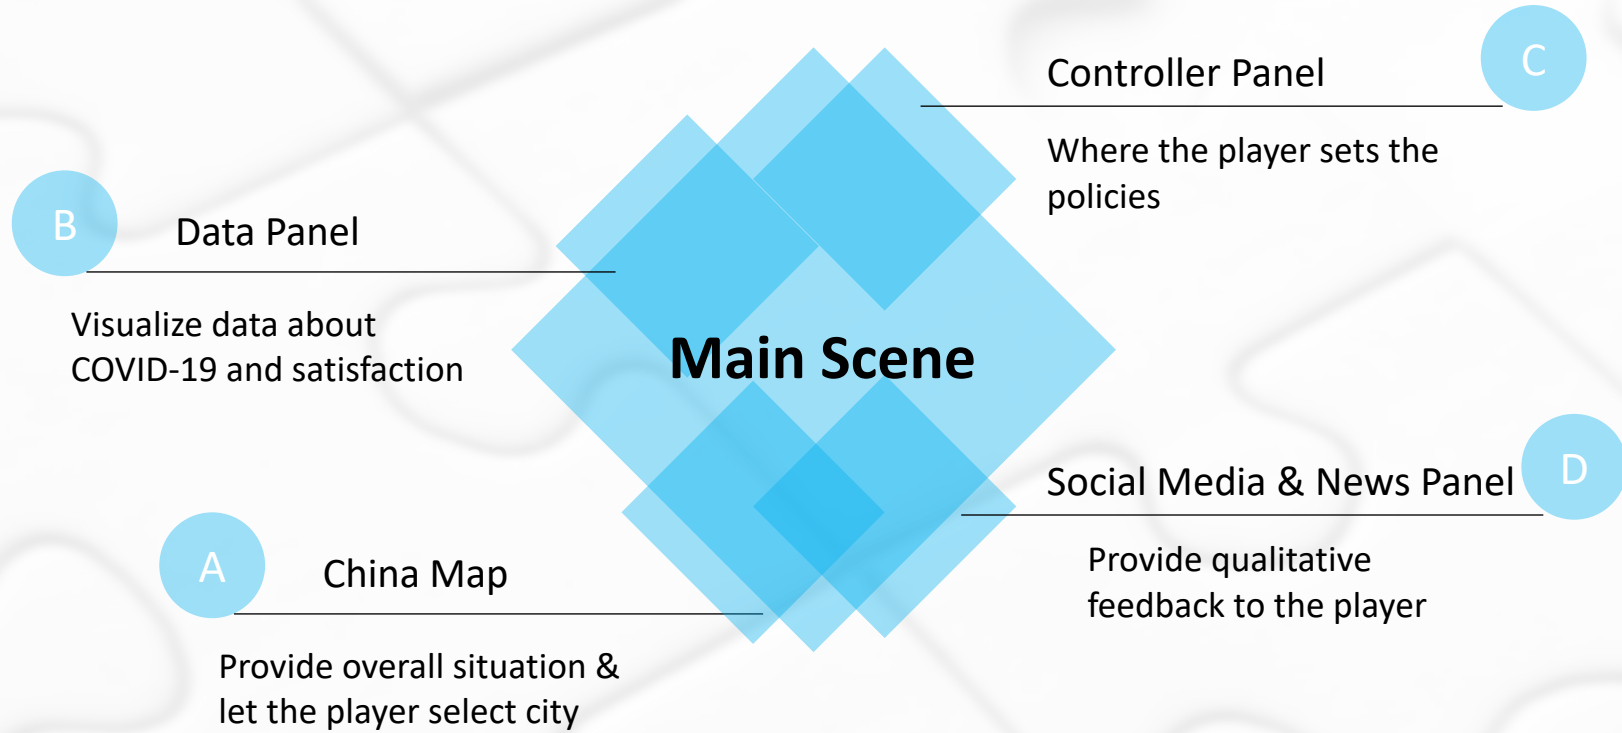 C
Controller Panel
Where the player sets the
policies
B
Data Panel
Visualize data about
COVID-19 and satisfaction
Main Scene
D
Social Media & News Panel
Provide qualitative
feedback to the player
A
China Map
Provide overall situation &
let the player select city